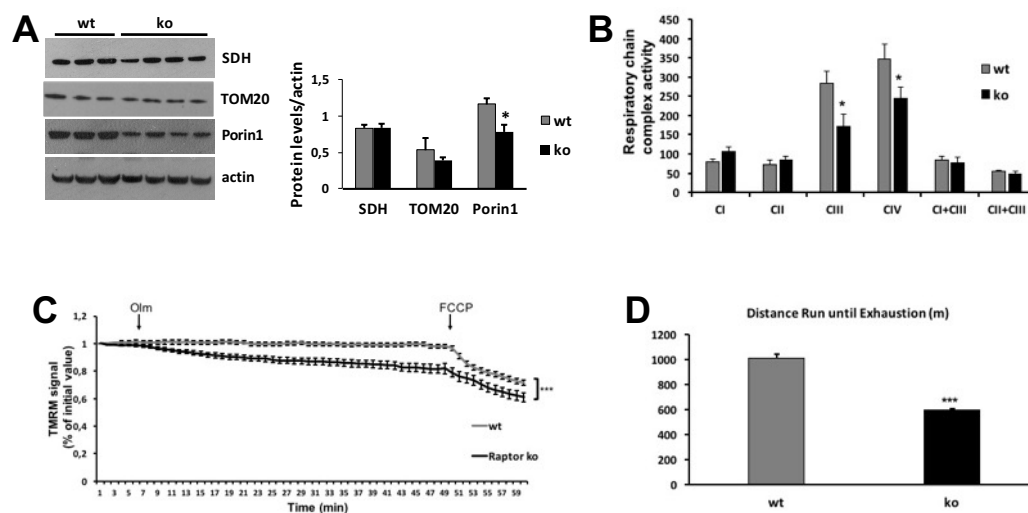 A
wt ko
SDH
TOM20
Porin1
actin
Protein levels/actin
1,5
1
0,5
0
SDH TOM20 Porin1
*
wt
ko
B
Respiratory chain
complex activity
450
400
350
300
250
200
150
100
50
0
* *
wt
ko
CI CII CIII CIV CI+CIII CII+CIII
C
Olm FCCP
TMRM signal
(% of initial value)
1,2
1
0,8
0,6
0,4
0,2
0
***
wt
Raptor ko
1 3 5 7 9 11 13 15 17 19 21 23 25 27 29 31 33 35 37 39 41 43 45 47 49 51 53 55 57 59
Time (min)
D
Distance Run until Exhaustion (m)
1200
1000
800
600
400
200
0
***
wt ko